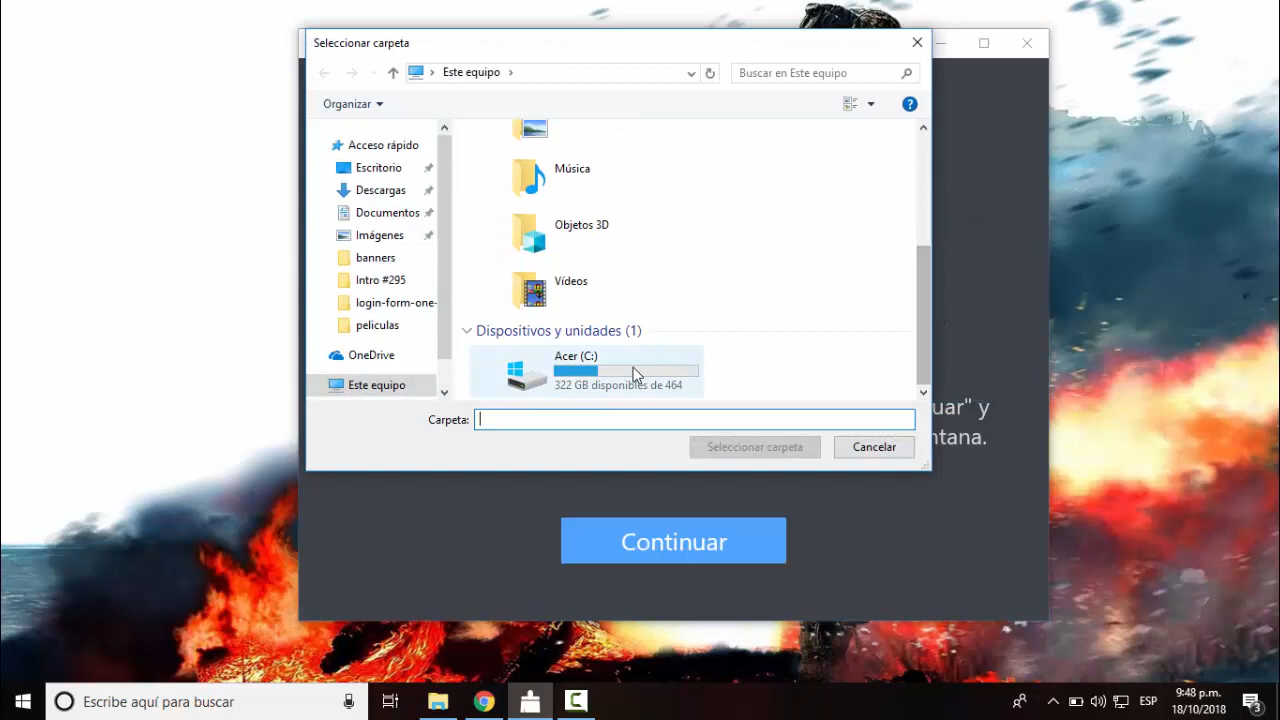 Seleccionar carpeta
Este equipo
Buscar en Este equipo
Organizar
Acceso rápido
Escritorio
Descargas
Documentos
Imágenes
banners
Intro #295
login-form-one-
peliculas
OneDrive
Este equipo
Música
Objetos 3D
Vídeos
Dispositivos y unidades (1)
Acer (C:)
322 GB disponibles de 464
Carpeta:
Seleccionar carpeta
Cancelar
uar" y
ntana.
Continuar
Escribe aquí para buscar
ESP
9:48 p.m.
18/10/2018
3